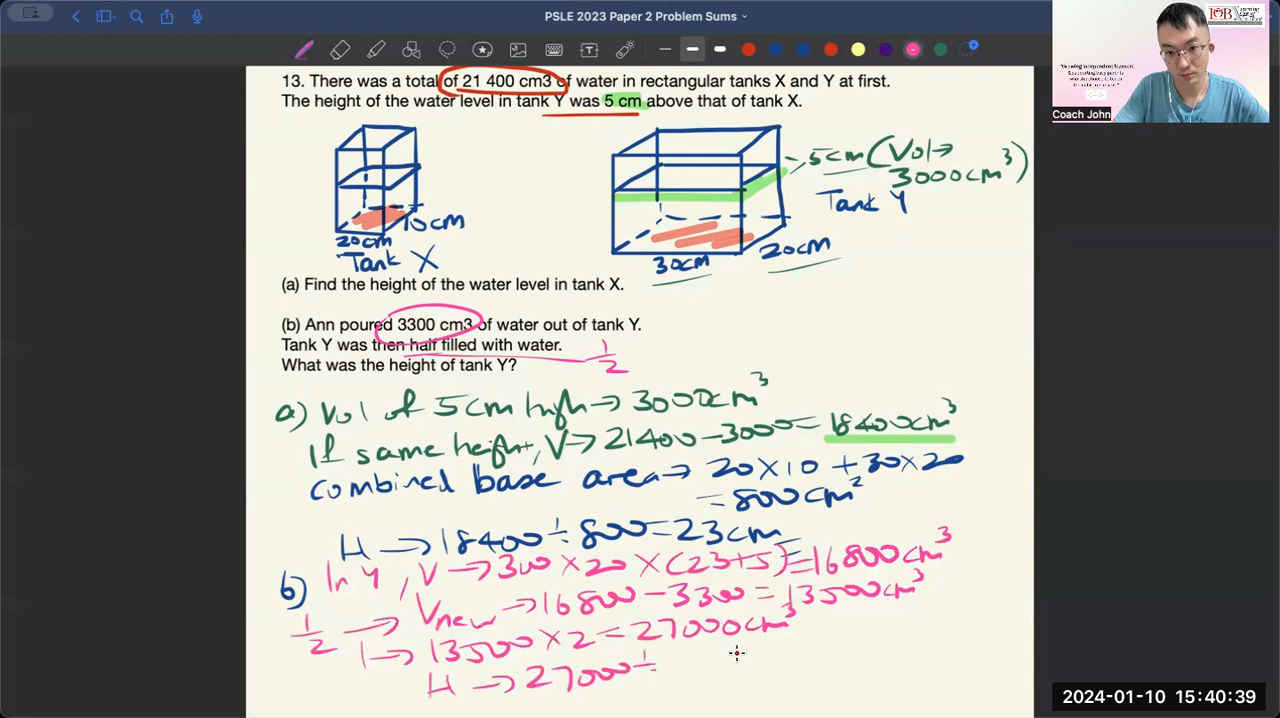 PSLE 2023 Paper 2 Problem Sums
13. There was a total of 21 400 cm3 of water in rectangular tanks X and Y at first.
The height of the water level in tank Y was 5 cm above that of tank X.
5cm (Vol→
3000cm³)
Tank Y
10cm
20cm
Tank X
30cm
20cm
(a) Find the height of the water level in tank X.
(b) Ann poured 3300 cm3 of water out of tank Y.
Tank Y was then half filled with water.
1/2
What was the height of tank Y?
a) Vol of 5cm high → 3000cm³
If same height, V → 21400 - 3000 = 18400cm³
Combined base area → 20 × 10 + 30 × 20
= 800cm²
H → 18400 ÷ 800 = 23cm
b) In Y, V → 300 × 20 × (23+5) = 16800cm³
Vnew → 16800 - 3300 = 13500cm³
1/2 →
1 → 13500 × 2 = 27000cm³
H → 27000 ÷
Coach John
2024-01-10 15:40:39